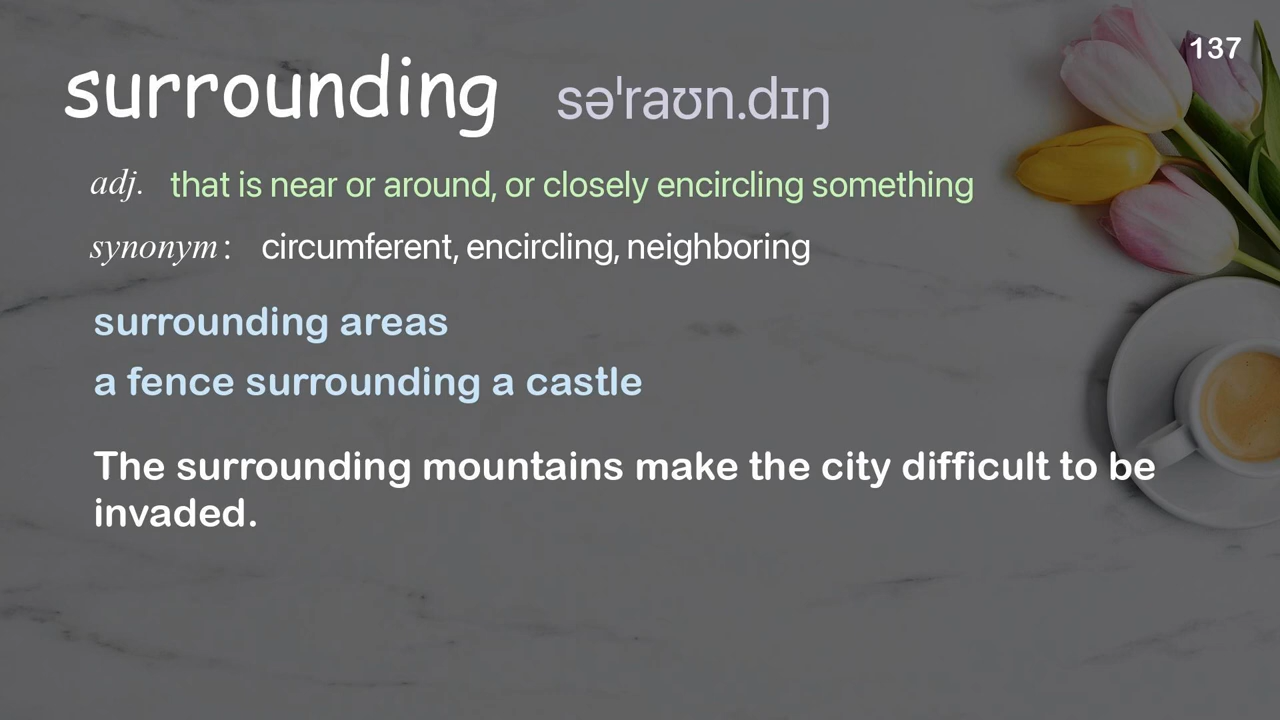 137
surrounding səˈraʊn.dɪŋ
adj. that is near or around, or closely encircling something
synonym: circumferent, encircling, neighboring
surrounding areas
a fence surrounding a castle
The surrounding mountains make the city difficult to be
invaded.